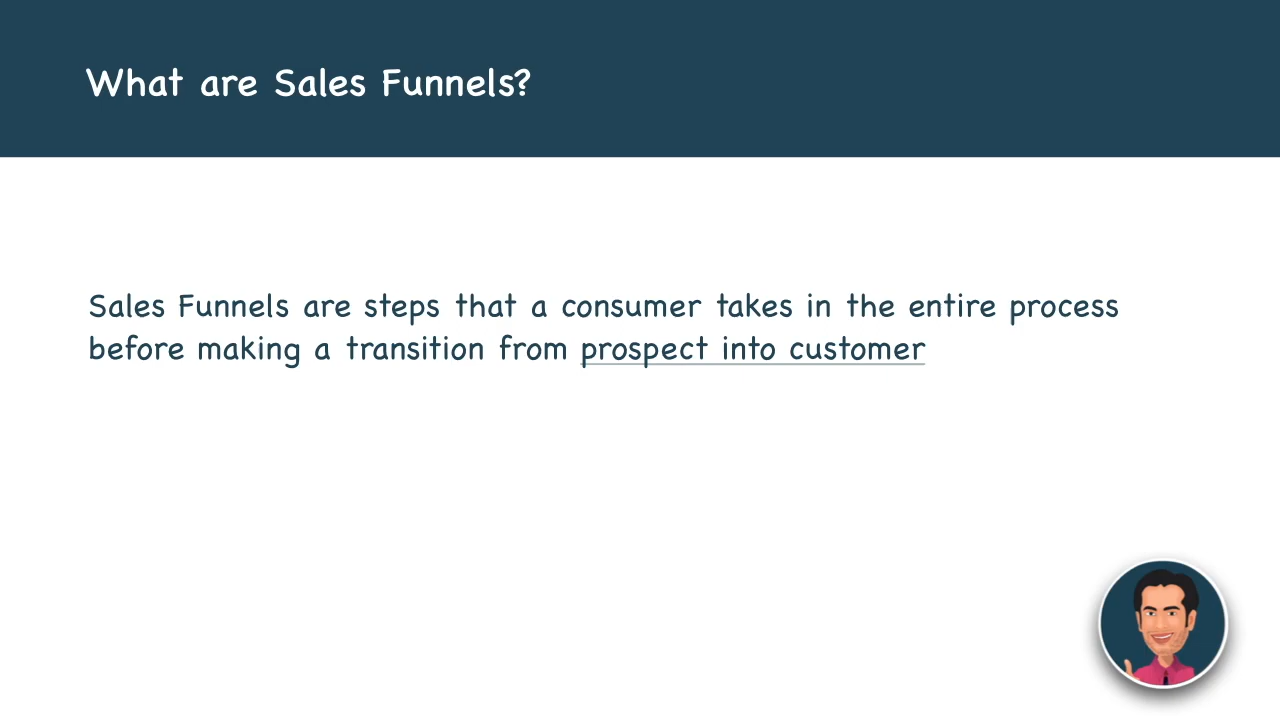 What are Sales Funnels?
Sales Funnels are steps that a consumer takes in the entire process
before making a transition from prospect into customer